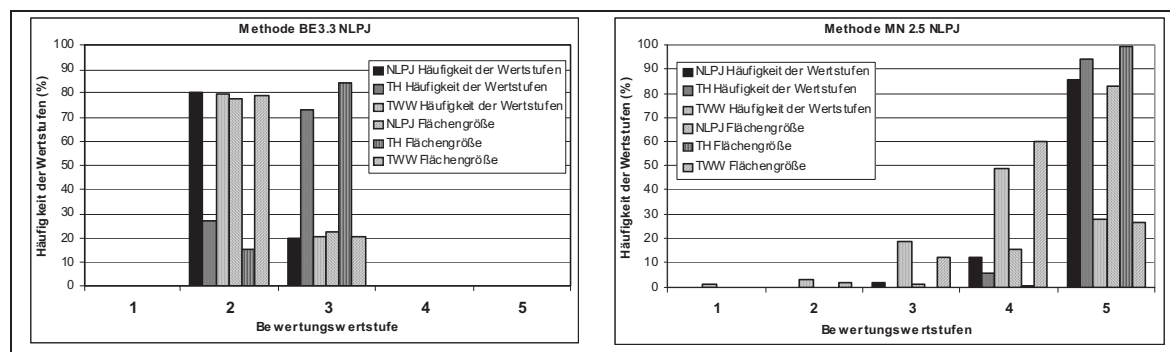 Methode BE3.3 NLPJ
Häufigkeit der Wertstufen (%)
100
90
80
70
60
50
40
30
20
10
0
NLPJ Häufigkeit der Wertstufen
TH Häufigkeit der Wertstufen
TWW Häufigkeit der Wertstufen
NLPJ Flächengröße
TH Flächengröße
TWW Flächengröße
1 2 3 4 5
Bewertungswertstufe
Methode MN 2.5 NLPJ
Häufigkeit der Wertstufen (%)
100
90
80
70
60
50
40
30
20
10
0
NLPJ Häufigkeit der Wertstufen
TH Häufigkeit der Wertstufen
TWW Häufigkeit der Wertstufen
NLPJ Flächengröße
TH Flächengröße
TWW Flächengröße
1 2 3 4 5
Bewertungswertstufen